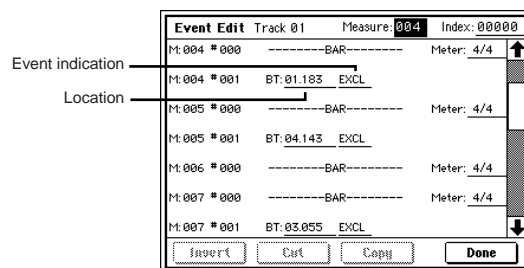 Event Edit Track 01 Measure: 004 Index: 00000
M: 004 #000 --------BAR-------- Meter: 4/4
Event indication
M: 004 #001 BT: 01.183 EXCL
Location
M: 005 #000 --------BAR-------- Meter: 4/4
M: 005 #001 BT: 04.143 EXCL
M: 006 #000 --------BAR-------- Meter: 4/4
M: 007 #000 --------BAR-------- Meter: 4/4
M: 007 #001 BT: 03.055 EXCL
Insert Cut Copy Done